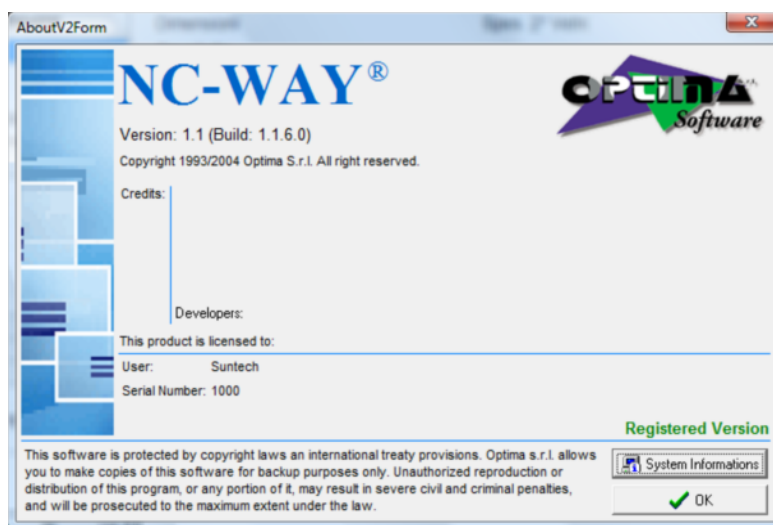 AboutV2Form
NC-WAY®
OPTIMA
Software
Version: 1.1 (Build: 1.1.6.0)
Copyright 1993/2004 Optima S.r.l. All right reserved.
Credits:
Developers:
This product is licensed to:
User: Suntech
Serial Number: 1000
Registered Version
This software is protected by copyright laws an international treaty provisions. Optima s.r.l. allows
you to make copies of this software for backup purposes only. Unauthorized reproduction or
distribution of this program, or any portion of it, may result in severe civil and criminal penalties,
and will be prosecuted to the maximum extent under the law.
System Informations
OK